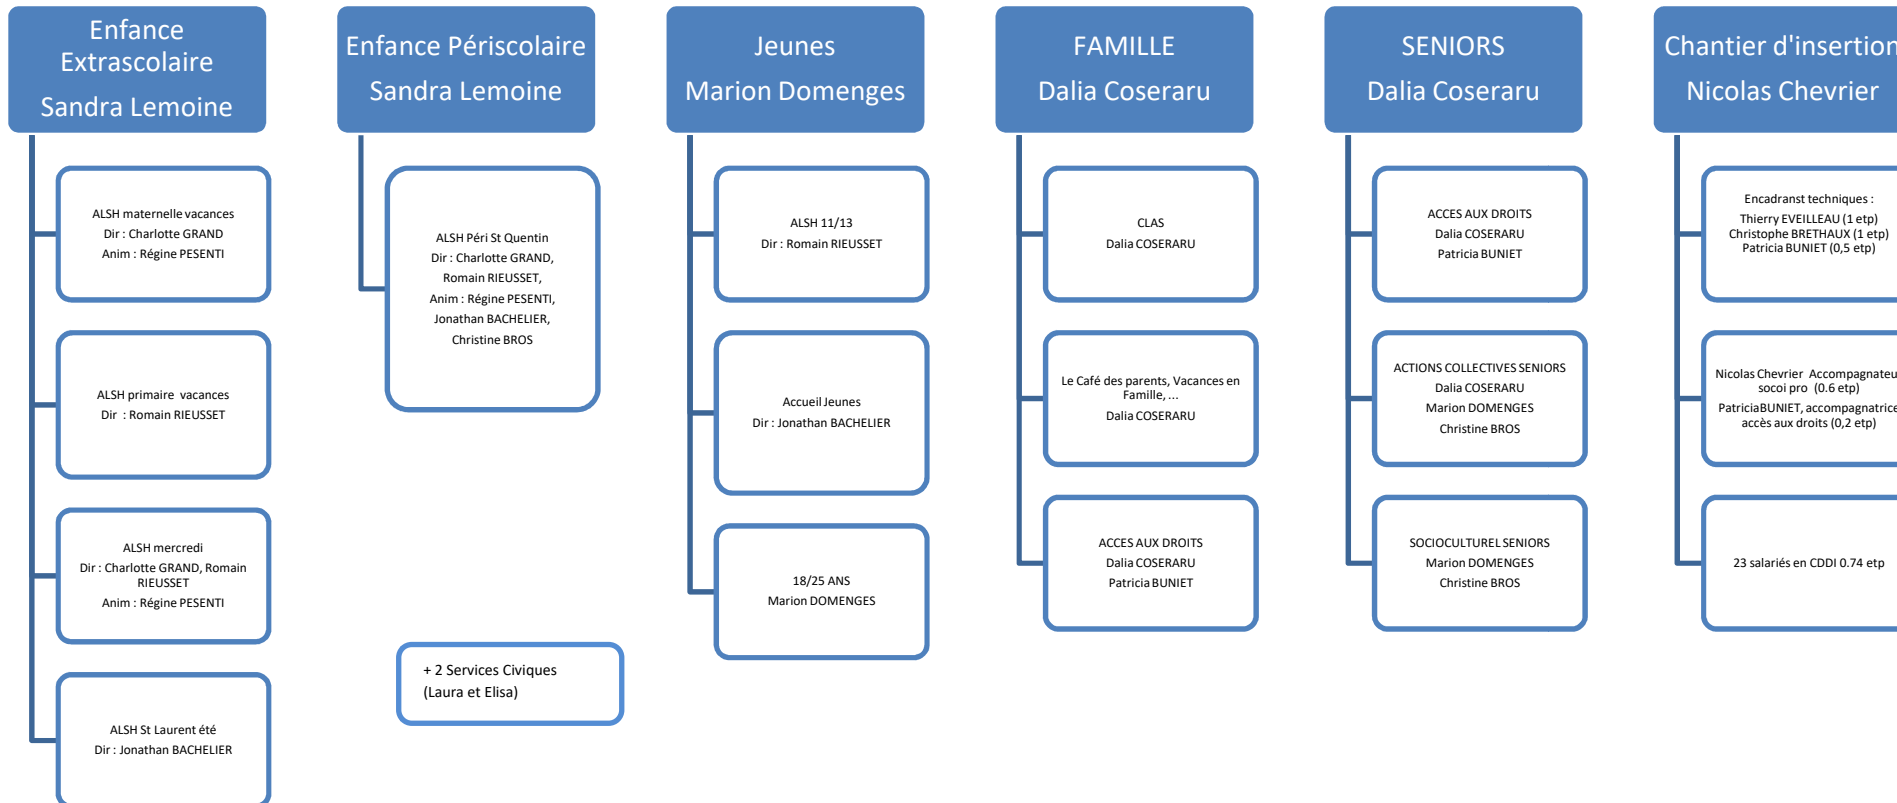 Enfance
Extrascolaire
Sandra Lemoine
ALSH maternelle vacances
Dir : Charlotte GRAND
Anim : Régine PESENTI
ALSH primaire  vacances
Dir  : Romain RIEUSSET
ALSH mercredi
Dir : Charlotte GRAND, Romain
RIEUSSET
Anim : Régine PESENTI
ALSH St Laurent été
Dir : Jonathan BACHELIER
Enfance Périscolaire
Sandra Lemoine
ALSH Péri St Quentin
Dir : Charlotte GRAND,
Romain RIEUSSET,
Anim : Régine PESENTI,
Jonathan BACHELIER,
Christine BROS
+ 2 Services Civiques
(Laura et Elisa)
Jeunes
Marion Domenges
ALSH 11/13
Dir : Romain RIEUSSET
Accueil Jeunes
Dir : Jonathan BACHELIER
18/25 ANS
Marion DOMENGES
FAMILLE
Dalia Coseraru
CLAS
Dalia COSERARU
Le Café des parents, Vacances en
Famille, ...
Dalia COSERARU
ACCES AUX DROITS
Dalia COSERARU
Patricia BUNIET
SENIORS
Dalia Coseraru
ACCES AUX DROITS
Dalia COSERARU
Patricia BUNIET
ACTIONS COLLECTIVES SENIORS
Dalia COSERARU
Marion DOMENGES
Christine BROS
SOCIOCULTUREL SENIORS
Marion DOMENGES
Christine BROS
Chantier d'insertion
Nicolas Chevrier
Encadranst techniques :
Thierry EVEILLEAU (1 etp)
Christophe BRETHAUX (1 etp)
Patricia BUNIET (0,5 etp)
Nicolas Chevrier  Accompagnateu
socoi pro  (0.6 etp)
PatriciaBUNIET, accompagnatrice
accès aux droits (0,2 etp)
23 salariés en CDDI 0.74 etp